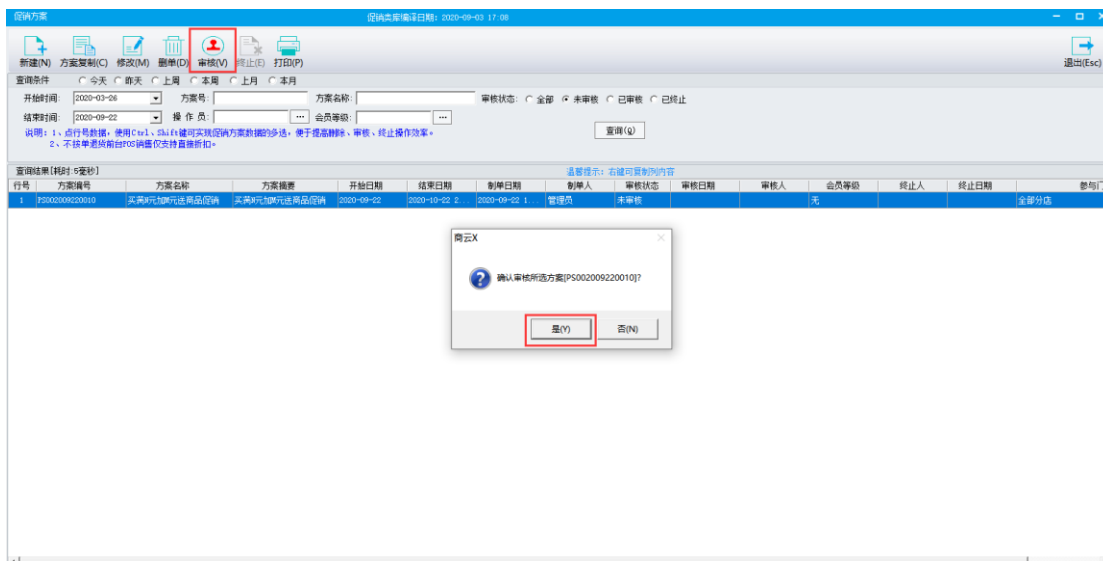 促销方案 促销类库编译日期: 2020-09-03 17:08
新建(N) 方案复制(C) 修改(M) 删单(D) 审核(V) 终止(E) 打印(P) 退出(Esc)
查询条件 今天 昨天 上周 本周 上月 本月
开始时间: 2020-03-26 方案号: 方案名称: 审核状态: 全部 未审核 已审核 已终止
结束时间: 2020-09-22 操 作 员: ... 会员等级: ... 查询(Q)
说明: 1、点行号数据, 使用Ctrl、Shift键可实现促销方案数据的多选, 便于提高删除、审核、终止操作效率。
2、不按单退货前台POS销售仅支持直接折扣。
查询结果[耗时:5毫秒] 温馨提示: 右键可复制列内容
行号 方案编号 方案名称 方案摘要 开始日期 结束日期 制单日期 制单人 审核状态 审核日期 审核人 会员等级 终止人 终止日期 参与门
1 PS002009220010 买满N元加M元送商品促销 买满N元加M元送商品促销 2020-09-22 2020-10-22 2... 2020-09-22 1... 管理员 未审核 无 全部分店
商云X
确认审核所选方案[PS002009220010]?
是(Y) 否(N)